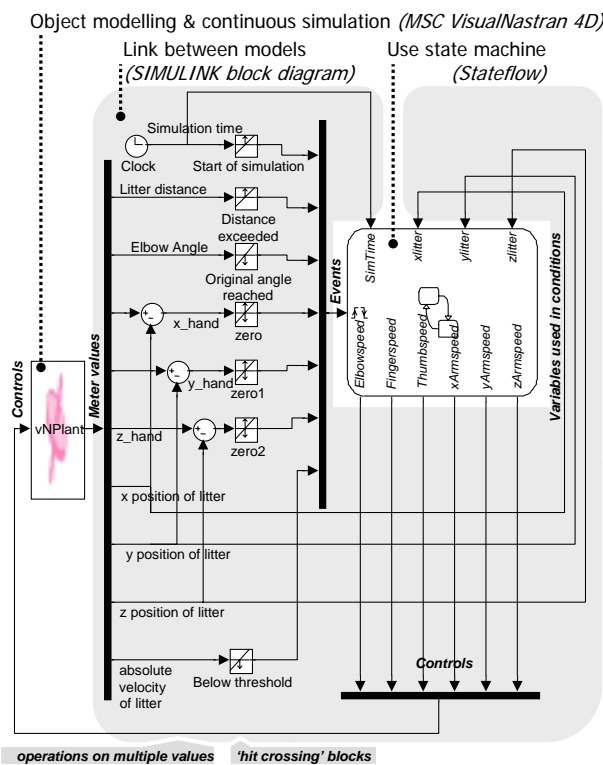 Object modelling & continuous simulation (MSC VisualNastran 4D)
Link between models
(SIMULINK block diagram)
Use state machine
(Stateflow)
Simulation time
Clock
Start of simulation
Litter distance
Distance
exceeded
Elbow Angle
Original angle
reached
x_hand
zero
y_hand
zero1
z_hand
zero2
Controls
vNPlant
Meter values
Events
SimTime
xlitter
ylitter
zlitter
Elbowspeed
Fingerspeed
Thumbspeed
xArmspeed
yArmspeed
zArmspeed
Variables used in conditions
x position of litter
y position of litter
z position of litter
absolute
velocity
of litter
Below threshold
Controls
operations on multiple values
'hit crossing' blocks